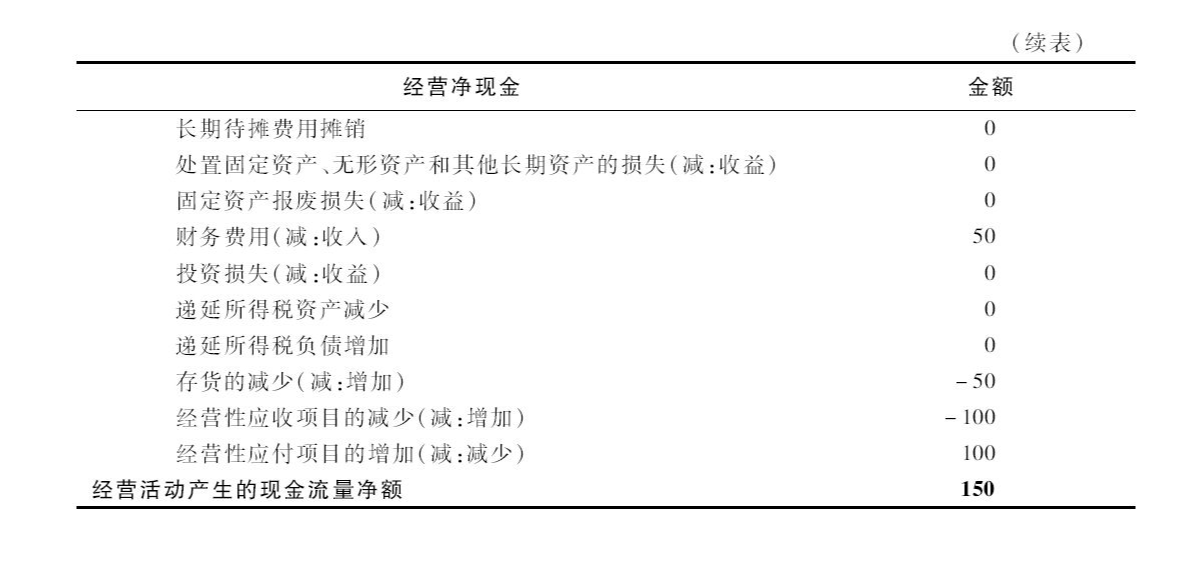 （续表）
经营净现金 金额
长期待摊费用摊销 0
处置固定资产、无形资产和其他长期资产的损失（减：收益） 0
固定资产报废损失（减：收益） 0
财务费用（减：收入） 50
投资损失（减：收益） 0
递延所得税资产减少 0
递延所得税负债增加 0
存货的减少（减：增加） －50
经营性应收项目的减少（减：增加） －100
经营性应付项目的增加（减：减少） 100
经营活动产生的现金流量净额 150